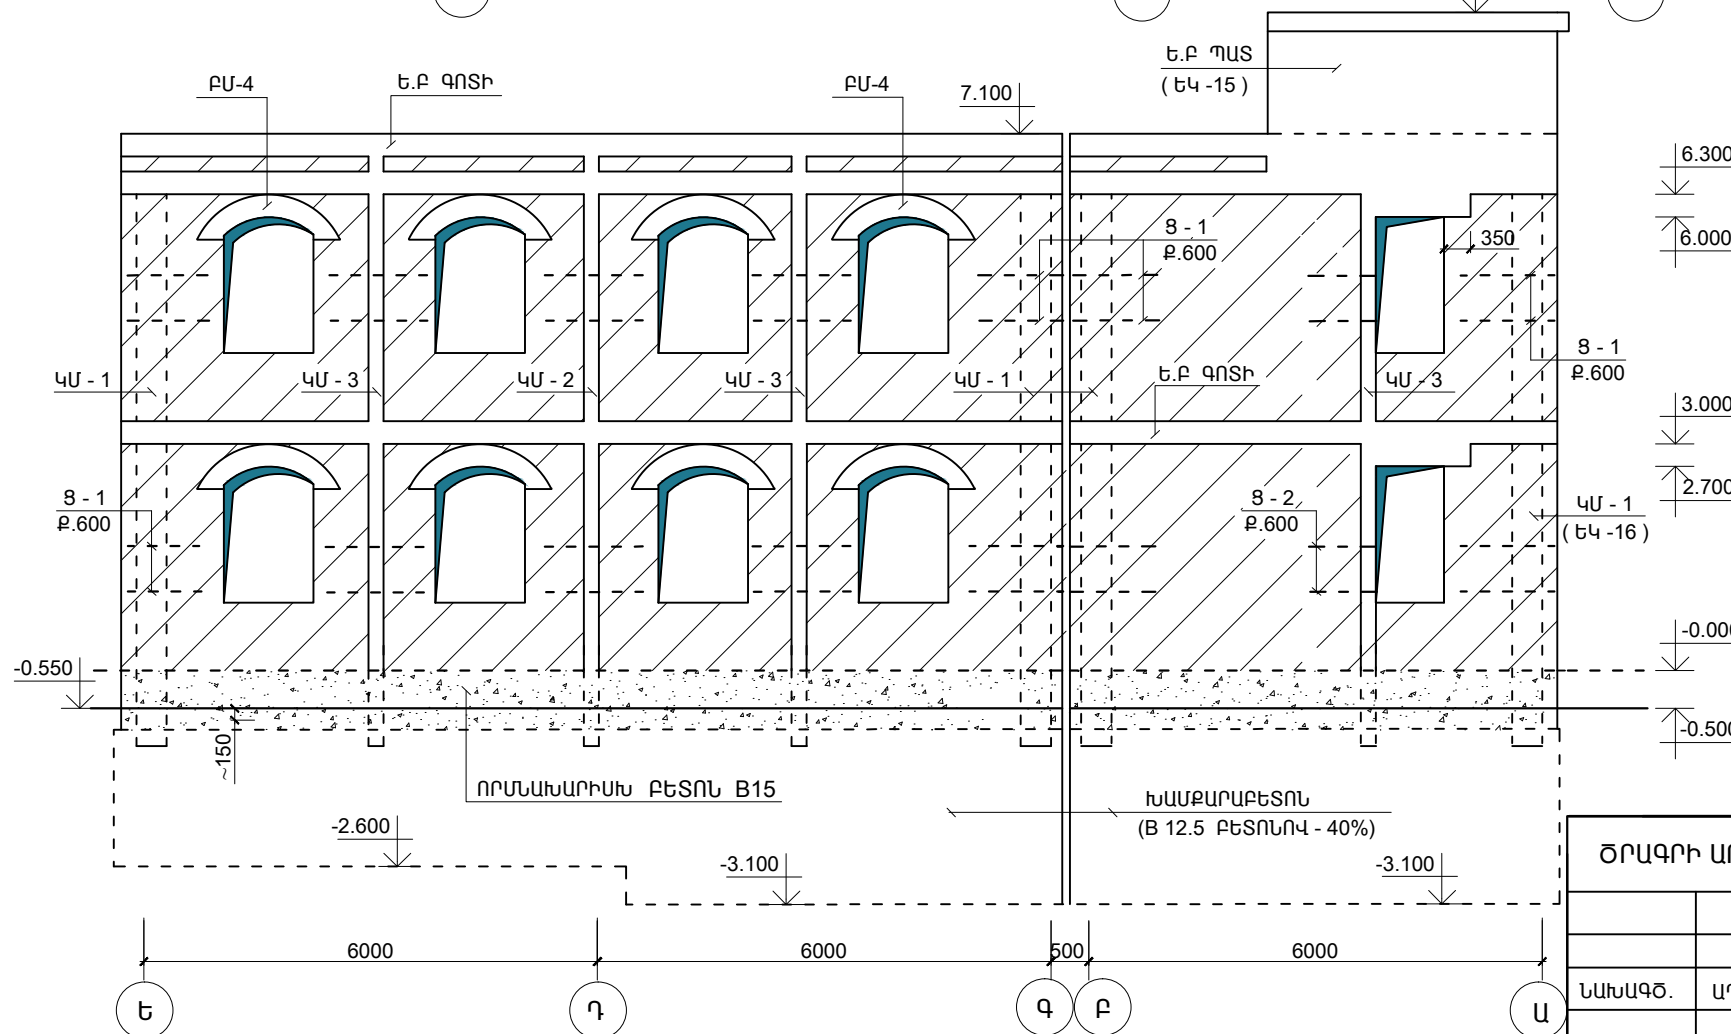 ԲՄ-4
Ե.Բ ԳՈՏԻ
ԲՄ-4
7.100
Ե.Բ ՊԱՏ
( ԵԿ -15 )
6.300
6.000
Ց - 1
Ք.600
350
Ց - 1
Ք.600
ԿՄ - 1
ԿՄ - 3
ԿՄ - 2
ԿՄ - 3
ԿՄ - 1
Ե.Բ ԳՈՏԻ
ԿՄ - 3
3.000
2.700
Ց - 1
Ք.600
Ց - 2
Ք.600
ԿՄ - 1
( ԵԿ -16 )
-0.550
-0.000
-0.500
~150
ՈՐՄՆԱԽԱՐԻՍԽ ԲԵՏՈՆ B15
ԽԱՄՔԱՐԱԲԵՏՈՆ
(B 12.5 ԲԵՏՈՆՈՎ - 40%)
-2.600
-3.100
-3.100
ԾՐԱԳՐԻ
6000
6000
500
6000
ՆԱԽԱԳԾ.
Ե
Դ
Գ
Բ
Ա